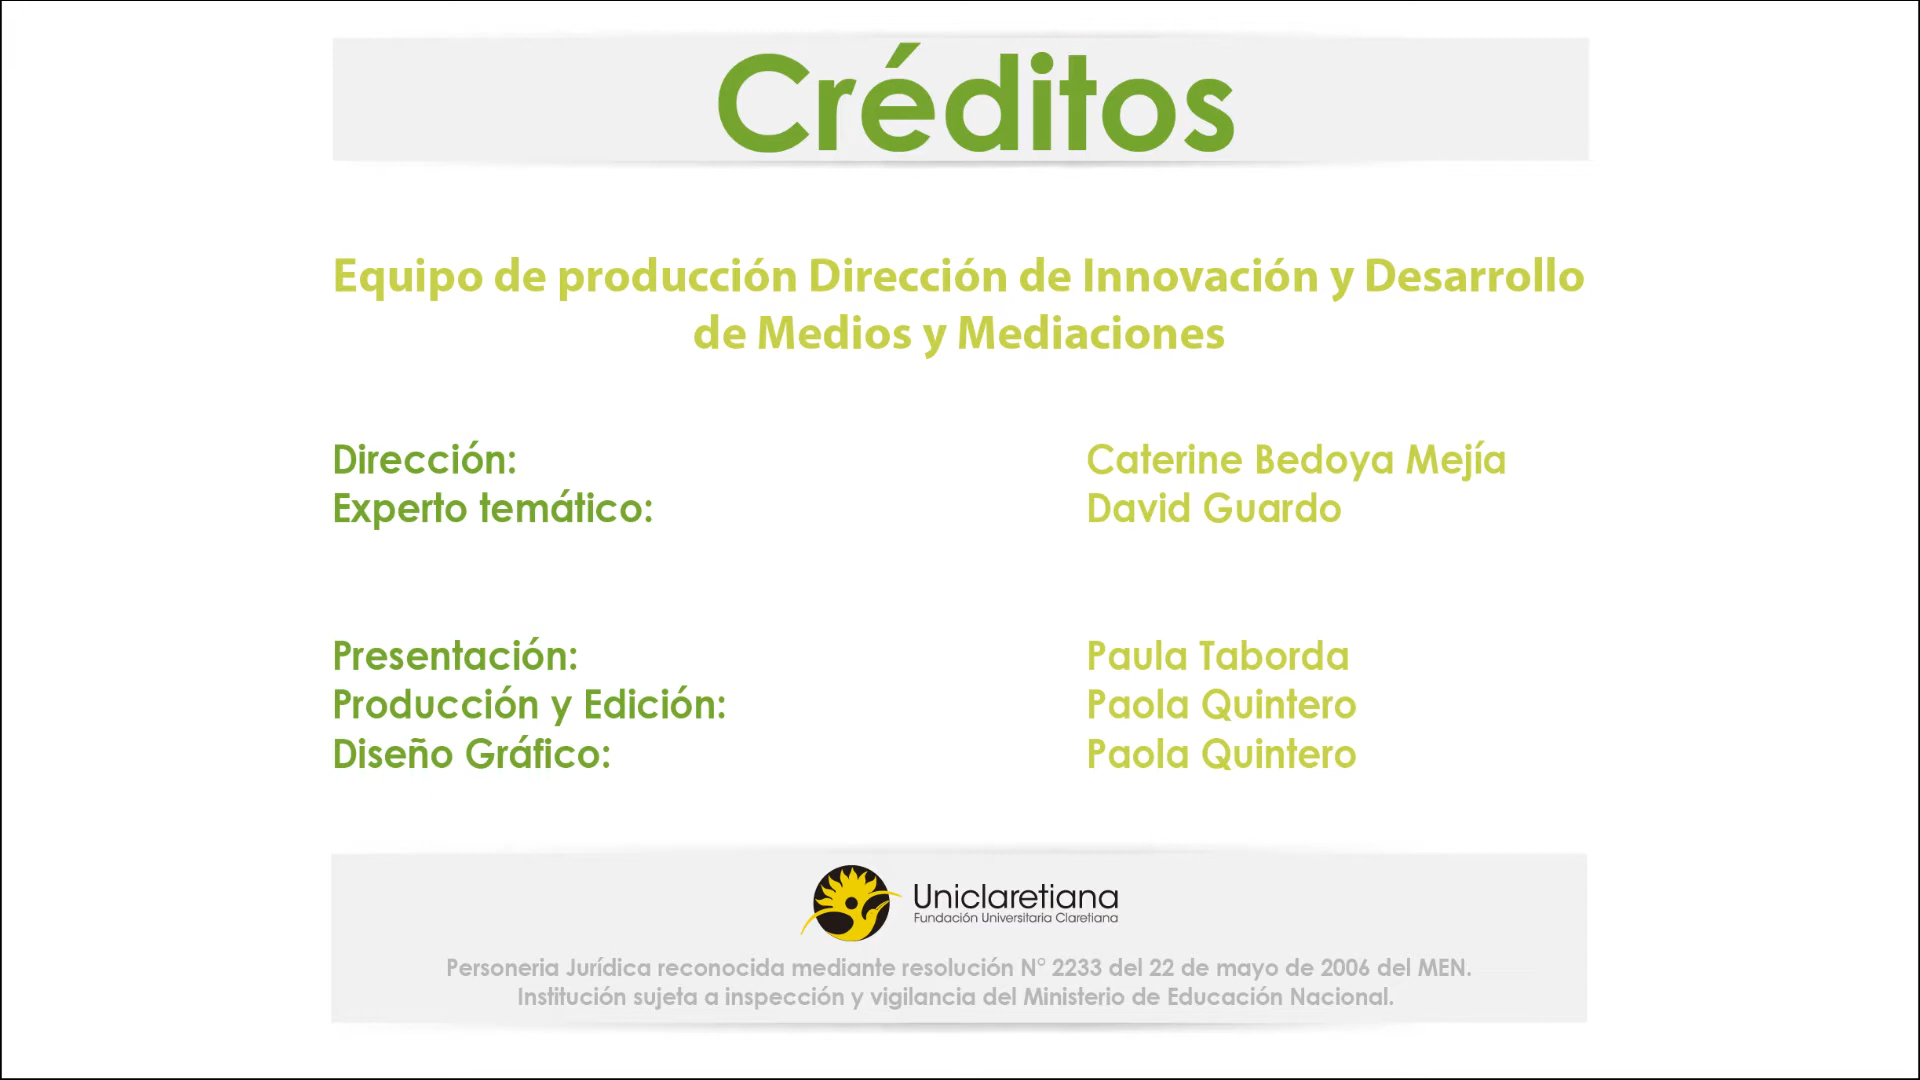 Créditos
Equipo de producción Dirección de Innovación y Desarrollo
de Medios y Mediaciones
Dirección: Caterine Bedoya Mejía
Experto temático: David Guardo
Presentación: Paula Taborda
Producción y Edición: Paola Quintero
Diseño Gráfico: Paola Quintero
Uniclaretiana
Fundación Universitaria Claretiana
Personeria Jurídica reconocida mediante resolución N° 2233 del 22 de mayo de 2006 del MEN.
Institución sujeta a inspección y vigilancia del Ministerio de Educación Nacional.